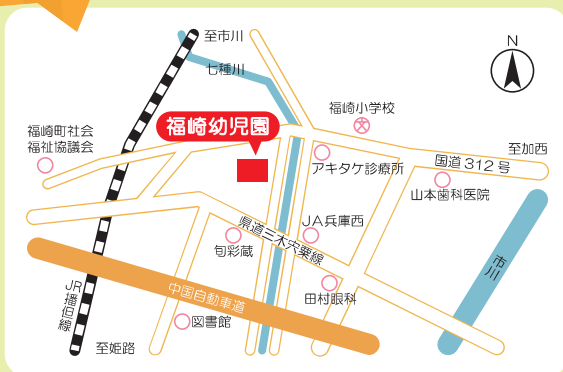 至市川
七種川
N
福崎小学校
福崎幼児園
福崎町社会
福祉協議会
至加西
国道312号
アキタケ診療所
山本歯科医院
JA兵庫西
県道三木宍粟線
旬彩蔵
市川
田村眼科
中国自動車道
JR播但線
図書館
至姫路